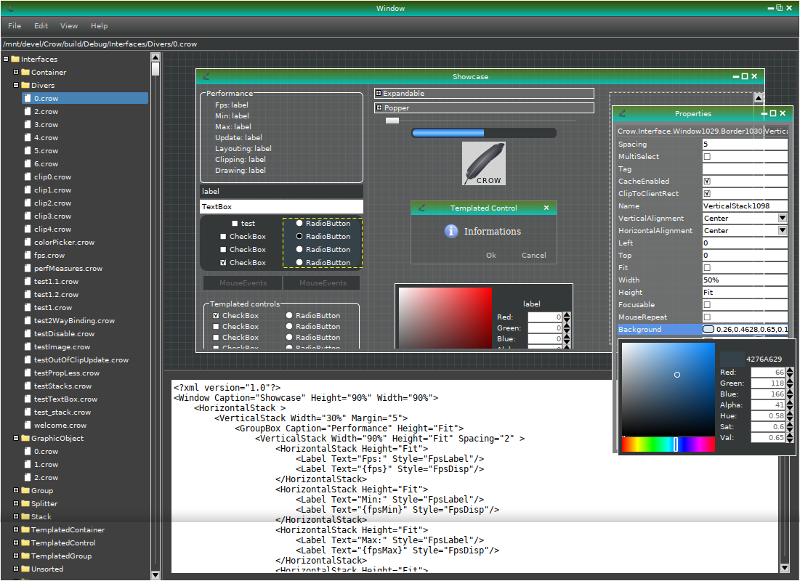 Window
File Edit View Help
/mnt/devel/Crow/build/Debug/Interfaces/Divers/0.crow
Interfaces
Container
Divers
0.crow
2.crow
3.crow
4.crow
5.crow
6.crow
clip0.crow
clip1.crow
clip2.crow
clip3.crow
clip4.crow
colorPicker.crow
fps.crow
perfMeasures.crow
test1.1.crow
test1.2.crow
test1.crow
test2WayBinding.crow
testDisable.crow
testImage.crow
testOutOfClipUpdate.crow
testPropLess.crow
testStacks.crow
testTextBox.crow
test_stack.crow
welcome.crow
GraphicObject
0.crow
1.crow
2.crow
Group
Splitter
Stack
TemplatedContainer
TemplatedControl
TemplatedGroup
Unsorted
Showcase
Performance
Fps: label
Min: label
Max: label
Update: label
Layouting: label
Clipping: label
Drawing: label
label
TextBox
test RadioButton
CheckBox RadioButton
CheckBox RadioButton
CheckBox RadioButton
MouseEvents MouseEvents
Templated controls
CheckBox RadioButton
CheckBox RadioButton
CheckBox RadioButton
Expandable
Popper
CROW
Templated Control
Informations
Ok Cancel
label
Red: 0
Green: 0
Blue: 0
Properties
Crow.Interface.Window1029.Border1030.Vertic
Spacing 5
MultiSelect
Tag
CacheEnabled
ClipToClientRect
Name VerticalStack1098
VerticalAlignment Center
HorizontalAlignment Center
Left 0
Top 0
Fit
Width 50%
Height Fit
Focusable
MouseRepeat
Background 0.26,0.4628,0.65,0.1
4276A629
Red: 66
Green: 118
Blue: 166
Alpha: 41
Hue: 0.58
Sat: 0.6
Val: 0.65
<?xml version="1.0"?>
<Window Caption="Showcase" Height="90%" Width="90%">
<HorizontalStack >
<VerticalStack Width="30%" Margin="5">
<GroupBox Caption="Performance" Height="Fit">
<VerticalStack Width="90%" Height="Fit" Spacing="2" >
<HorizontalStack Height="Fit">
<Label Text="Fps:" Style="FpsLabel"/>
<Label Text="{fps}" Style="FpsDisp"/>
</HorizontalStack>
<HorizontalStack Height="Fit">
<Label Text="Min:" Style="FpsLabel"/>
<Label Text="{fpsMin}" Style="FpsDisp"/>
</HorizontalStack>
<HorizontalStack Height="Fit">
<Label Text="Max:" Style="FpsLabel"/>
<Label Text="{fpsMax}" Style="FpsDisp"/>
</HorizontalStack>
<HorizontalStack Height="Fit">